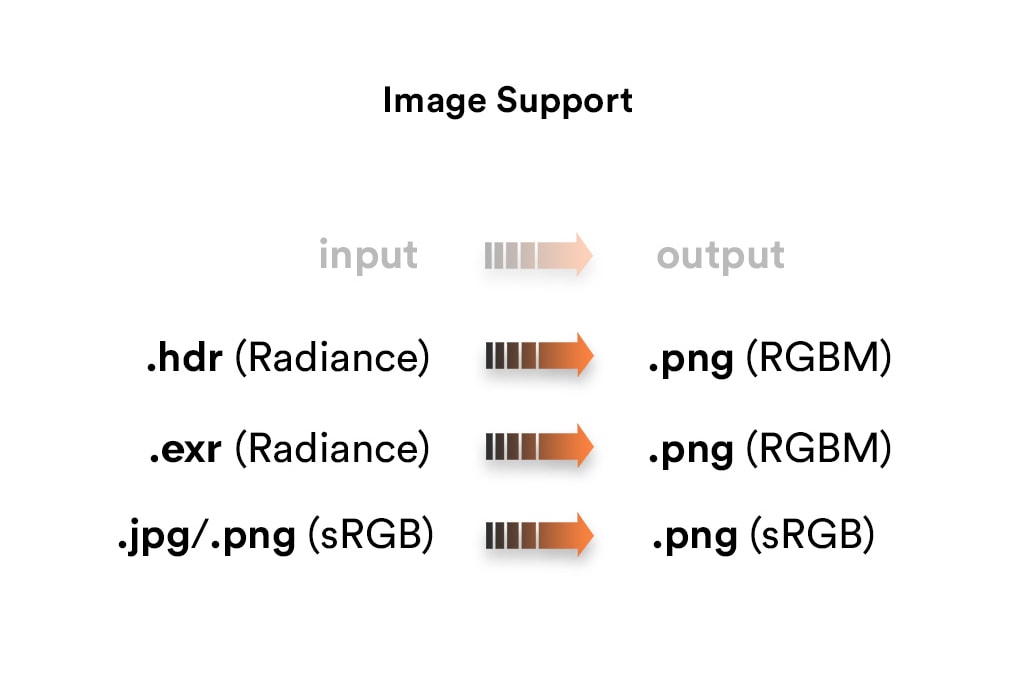 Image Support
input output
.hdr (Radiance) .png (RGBM)
.exr (Radiance) .png (RGBM)
.jpg/.png (sRGB) .png (sRGB)